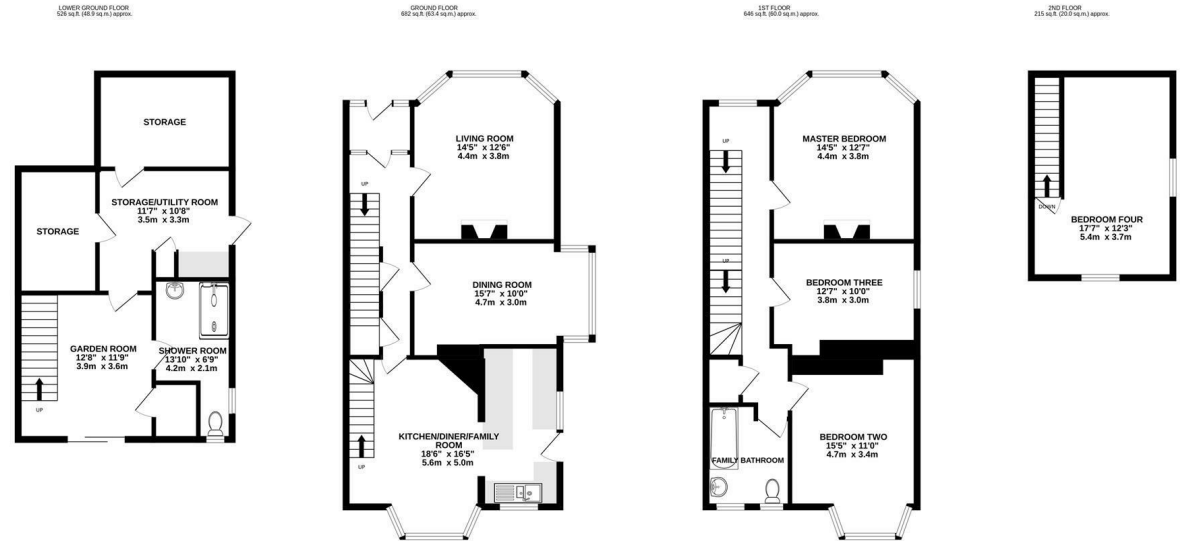 LOWER GROUND FLOOR
526 sq.ft. (48.9 sq.m.) approx.
STORAGE
STORAGE/UTILITY ROOM
11'7" x 10'8"
3.5m x 3.3m
STORAGE
GARDEN ROOM
12'8" x 11'9"
3.9m x 3.6m
SHOWER ROOM
13'10" x 6'9"
4.2m x 2.1m
UP
GROUND FLOOR
682 sq.ft. (63.4 sq.m.) approx.
LIVING ROOM
14'5" x 12'6"
4.4m x 3.8m
UP
DINING ROOM
15'7" x 10'0"
4.7m x 3.0m
KITCHEN/DINER/FAMILY
ROOM
18'6" x 16'5"
5.6m x 5.0m
UP
1ST FLOOR
646 sq.ft. (60.0 sq.m.) approx.
UP
MASTER BEDROOM
14'5" x 12'7"
4.4m x 3.8m
UP
BEDROOM THREE
12'7" x 10'0"
3.8m x 3.0m
BEDROOM TWO
15'5" x 11'0"
4.7m x 3.4m
FAMILY BATHROOM
2ND FLOOR
215 sq.ft. (20.0 sq.m.) approx.
DOWN
BEDROOM FOUR
17'7" x 12'3"
5.4m x 3.7m